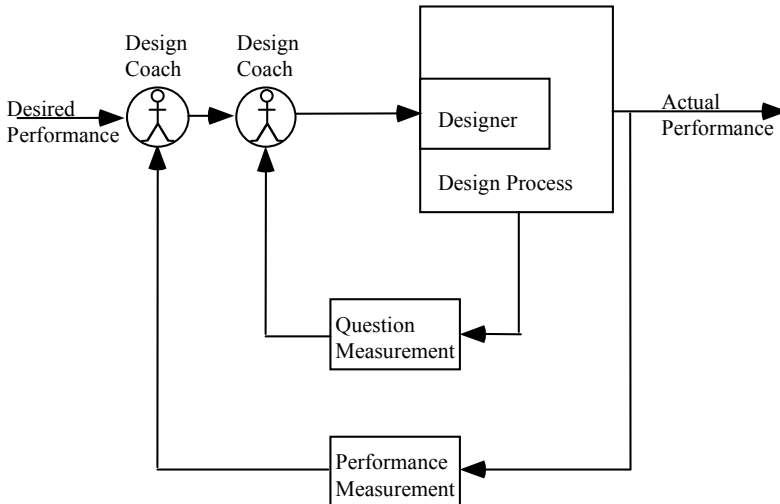 Design
Coach
Design
Coach
Desired
Performance
Designer
Design Process
Actual
Performance
Question
Measurement
Performance
Measurement